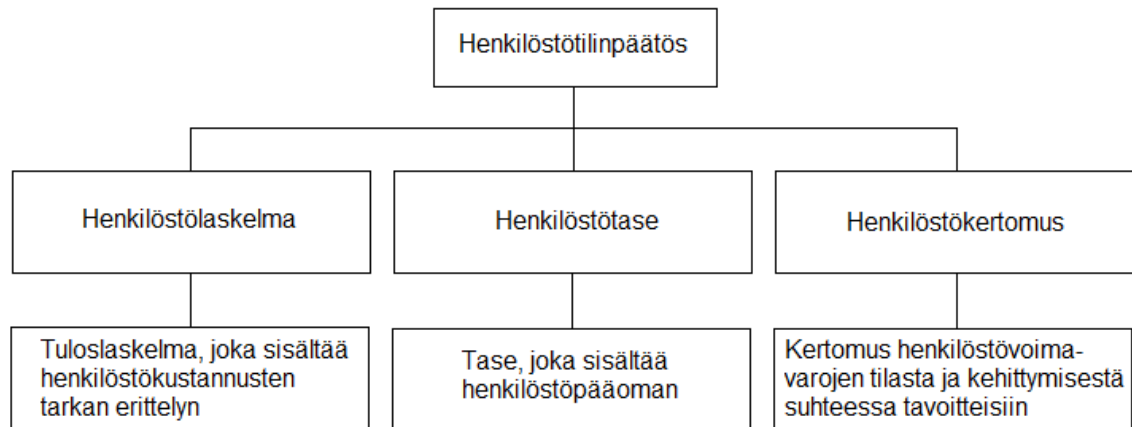 Henkilöstötilinpäätös
Henkilöstölaskelma
Henkilöstötase
Henkilöstökertomus
Tuloslaskelma, joka sisältää
henkilöstökustannusten
tarkan erittelyn
Tase, joka sisältää
henkilöstöpääoman
Kertomus henkilöstövoima-
varojen tilasta ja kehittymisestä
suhteessa tavoitteisiin